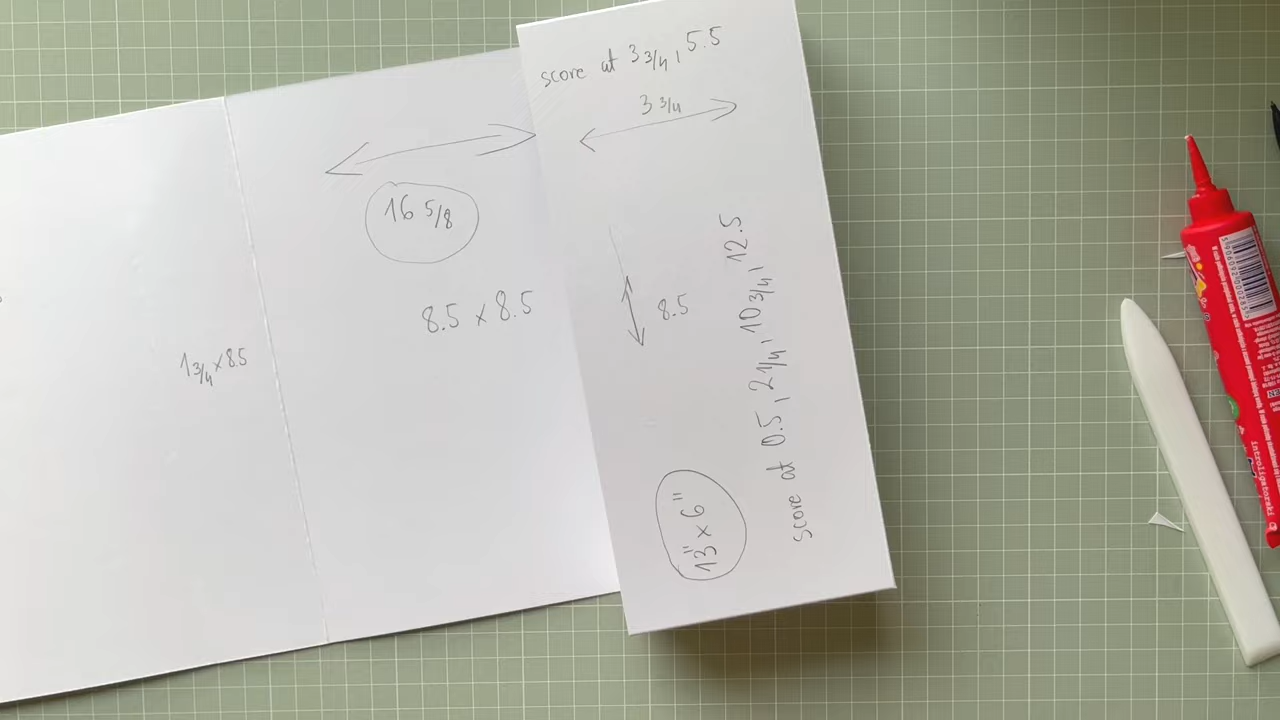 score at 3 3/4, 5.5
3 3/4
16 5/8
8.5 x 8.5
1 3/4 x 8.5
8.5
score at 0.5, 2 1/4, 10 3/4, 12.5
13" x 6"
introligatorski